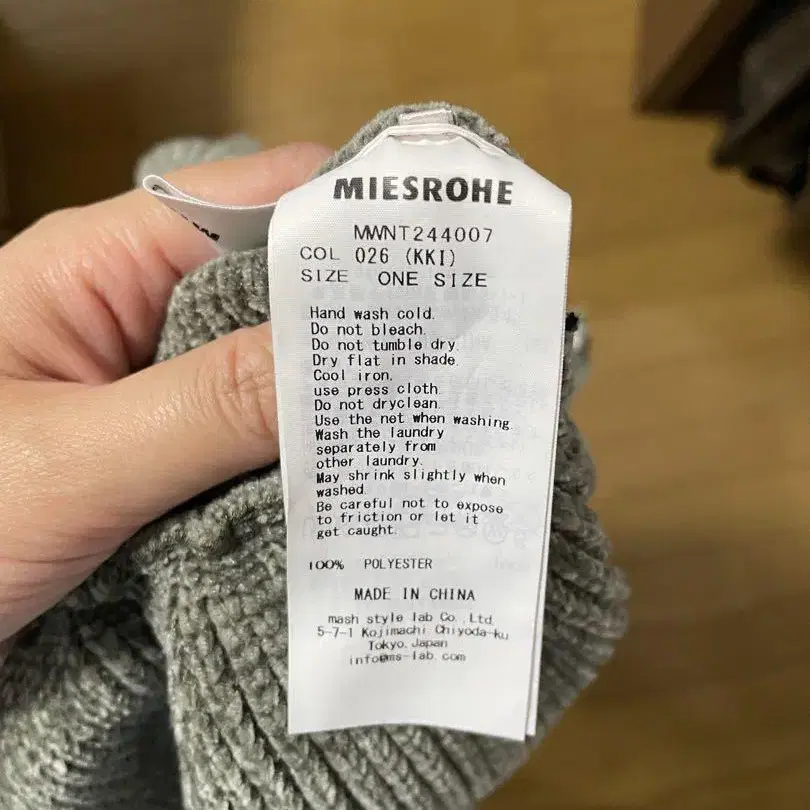 MIESROHE
MWNT244007
COL 026 (KKI)
SIZE ONE SIZE
Hand wash cold.
Do not bleach.
Do not tumble dry.
Dry flat in shade.
Cool iron.
use press cloth.
Do not dryclean.
Use the net when washing.
Wash the laundry
separately from
other laundry.
May shrink slightly when
washed.
Be careful not to expose
to friction or let it
get caught.
100% POLYESTER
MADE IN CHINA
mash style lab Co.,Ltd.
5-7-1 Kojimachi Chiyoda-ku
Tokyo,Japan
info@ms-lab.com